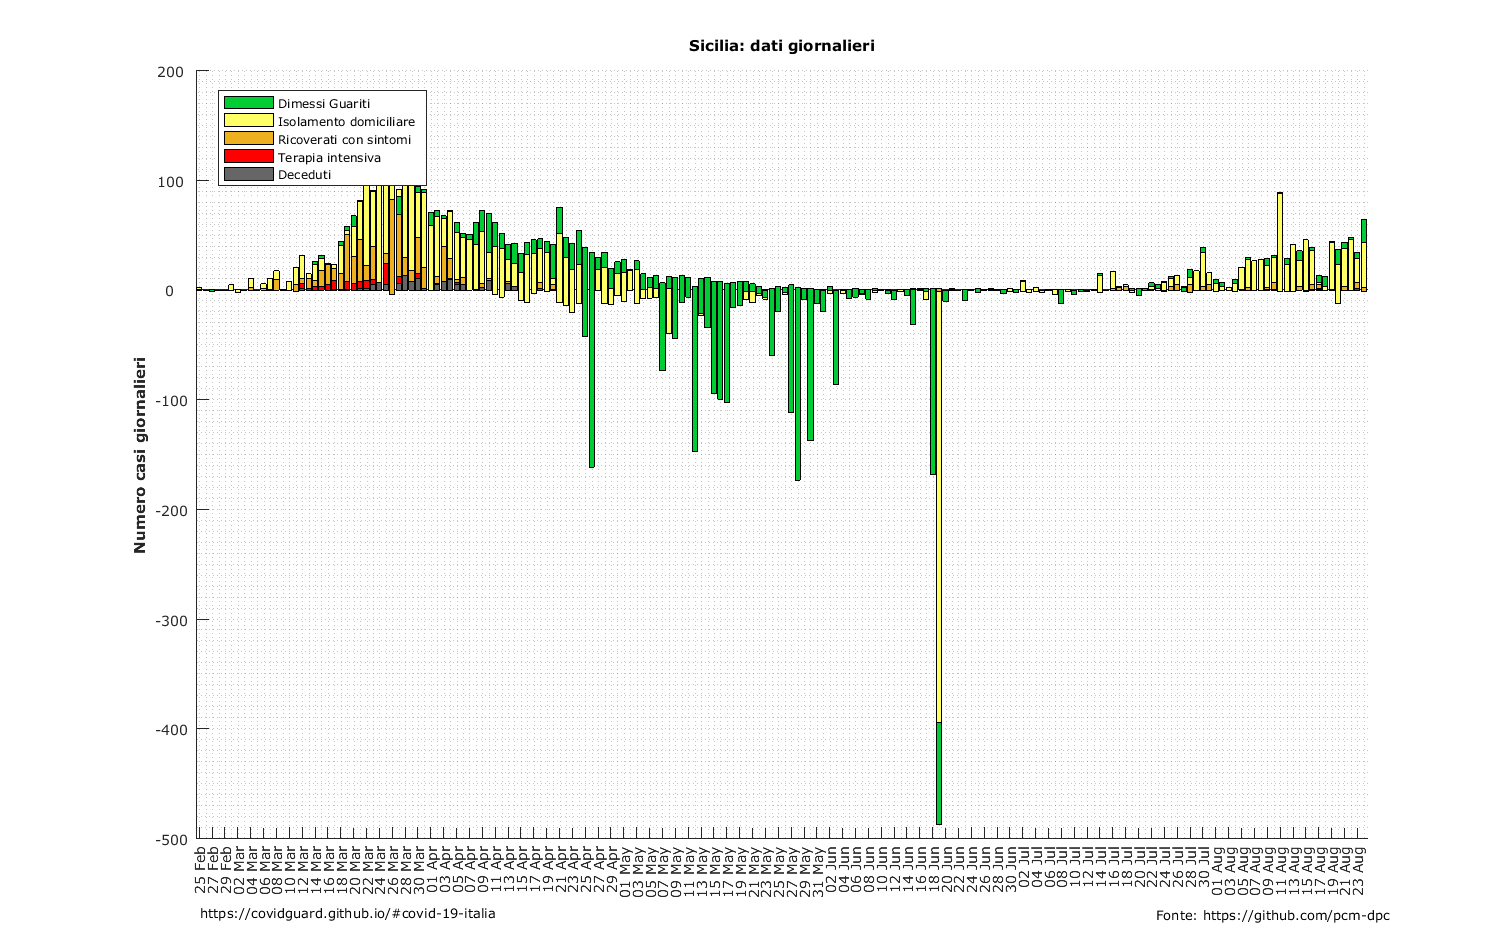 Sicilia: dati giornalieri
200
100
0
-100
-200
-300
-400
-500
Numero casi giornalieri
Dimessi Guariti
Isolamento domiciliare
Ricoverati con sintomi
Terapia intensiva
Deceduti
25 Feb
27 Feb
29 Feb
02 Mar
04 Mar
06 Mar
08 Mar
10 Mar
12 Mar
14 Mar
16 Mar
18 Mar
20 Mar
22 Mar
24 Mar
26 Mar
28 Mar
30 Mar
01 Apr
03 Apr
05 Apr
07 Apr
09 Apr
11 Apr
13 Apr
15 Apr
17 Apr
19 Apr
21 Apr
23 Apr
25 Apr
27 Apr
29 Apr
01 May
03 May
05 May
07 May
09 May
11 May
13 May
15 May
17 May
19 May
21 May
23 May
25 May
27 May
29 May
31 May
02 Jun
04 Jun
06 Jun
08 Jun
10 Jun
12 Jun
14 Jun
16 Jun
18 Jun
20 Jun
22 Jun
24 Jun
26 Jun
28 Jun
30 Jun
02 Jul
04 Jul
06 Jul
08 Jul
10 Jul
12 Jul
14 Jul
16 Jul
18 Jul
20 Jul
22 Jul
24 Jul
26 Jul
28 Jul
30 Jul
01 Aug
03 Aug
05 Aug
07 Aug
09 Aug
11 Aug
13 Aug
15 Aug
17 Aug
19 Aug
21 Aug
23 Aug
https://covidguard.github.io/#covid-19-italia
Fonte: https://github.com/pcm-dpc